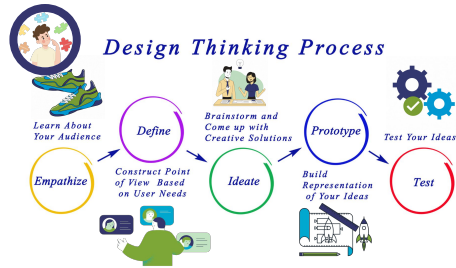 Design Thinking Process
Learn About
Your Audience
Empathize
Define
Construct Point
of View Based
on User Needs
Brainstorm and
Come up with
Creative Solutions
Ideate
Prototype
Build
Representation
of Your Ideas
Test Your Ideas
Test